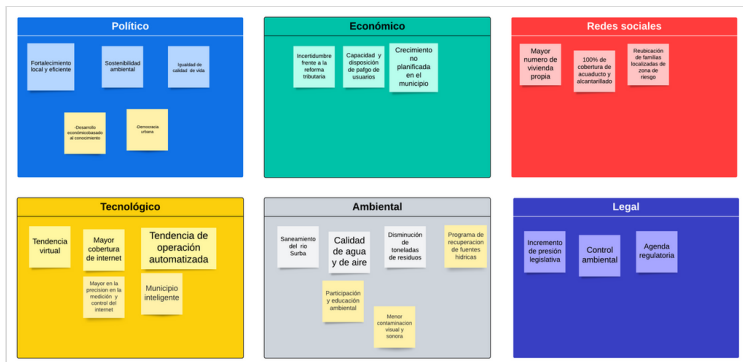 Político
Fortalecimiento
local y eficiente
Sostenibilidad
ambiental
Igualdad de
calidad de vida
Desarrollo
económicobasado
al conocimiento
Democracia
urbana
Económico
Incertidumbre
frente a la
reforma
tributaria
Capacidad y
disposición
de pafgo de
usuarios
Crecimiento
no
planificada
en el
municipio
Redes sociales
Mayor
numero de
vivienda
propia
100% de
cobertura de
acuaducto y
alcantarillado
Reubicación
de familias
localizadas de
zona de
riesgo
Tecnológico
Tendencia
virtual
Mayor
cobertura
de internet
Tendencia de
operación
automatizada
Mayor en la
precision en la
medición y
control del
internet
Municipio
inteligente
Ambiental
Saneamiento
del rio
Surba
Calidad
de agua
y de aire
Disminución
de
toneladas
de residuos
Programa de
recuperacion
de fuentes
hidricas
Participación
y educación
ambiental
Menor
contaminacion
visual y
sonora
Legal
Incremento
de presión
legislativa
Control
ambiental
Agenda
regulatoria